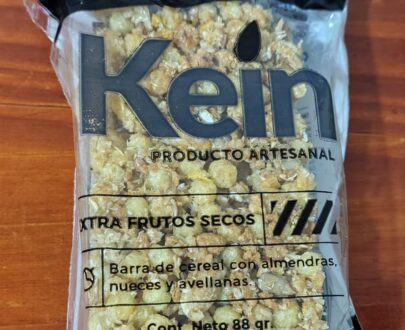 Kein
PRODUCTO ARTESANAL
XTRA FRUTOS SECOS
Barra de cereal con almendras,
nueces y avellanas.
Cont. Neto 88 gr.